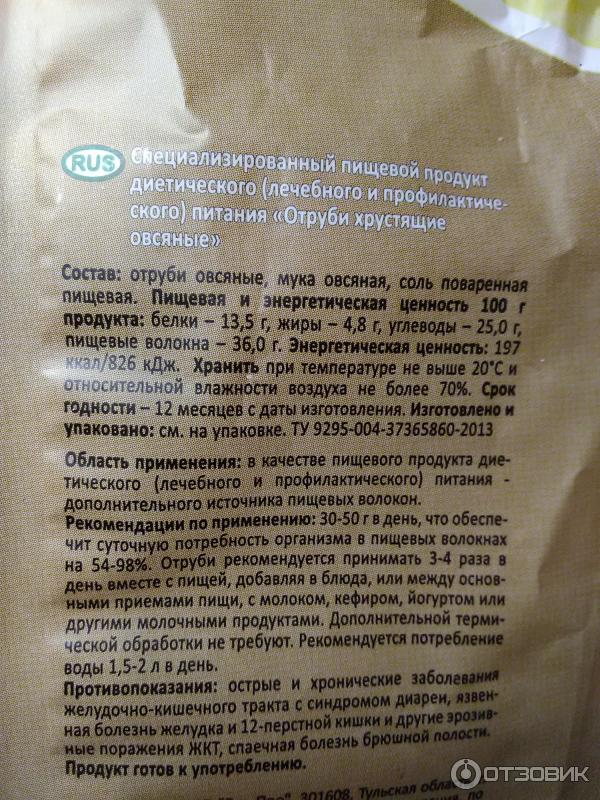 RUS
Специализированный пищевой продукт
диетического (лечебного и профилактиче-
ского) питания «Отруби хрустящие
овсяные»
Состав: отруби овсяные, мука овсяная, соль поваренная
пищевая. Пищевая и энергетическая ценность 100 г
продукта: белки – 13,5 г, жиры – 4,8 г, углеводы – 25,0 г,
пищевые волокна – 36,0 г. Энергетическая ценность: 197
ккал/826 кДж. Хранить при температуре не выше 20°С и
относительной влажности воздуха не более 70%. Срок
годности – 12 месяцев с даты изготовления. Изготовлено и
упаковано: см. на упаковке. ТУ 9295-004-37365860-2013
Область применения: в качестве пищевого продукта дие-
тического (лечебного и профилактического) питания -
дополнительного источника пищевых волокон.
Рекомендации по применению: 30-50 г в день, что обеспе-
чит суточную потребность организма в пищевых волокнах
на 54-98%. Отруби рекомендуется принимать 3-4 раза в
день вместе с пищей, добавляя в блюда, или между основ-
ными приемами пищи, с молоком, кефиром, йогуртом или
другими молочными продуктами. Дополнительной терми-
ческой обработки не требуют. Рекомендуется потребление
воды 1,5-2 л в день.
Противопоказания: острые и хронические заболевания
желудочно-кишечного тракта с синдромом диареи, язвен-
ная болезнь желудка и 12-перстной кишки и другие эрозив-
ные поражения ЖКТ, спаечная болезнь брюшной полости.
Продукт готов к употреблению.
301608, Тульская
ОТЗОВИК